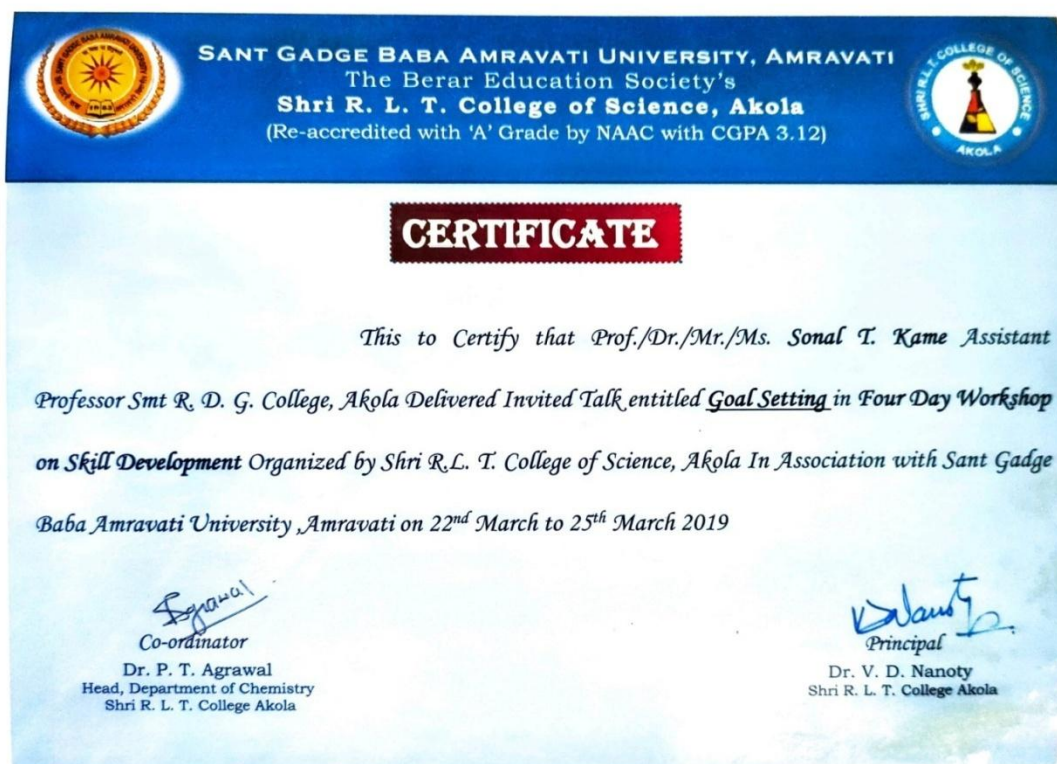 SANT GADGE BABA AMRAVATI UNIVERSITY, AMRAVATI
The Berar Education Society's
Shri R. L. T. College of Science, Akola
(Re-accredited with 'A' Grade by NAAC with CGPA 3.12)
SHRI R.L.T. COLLEGE OF SCIENCE
AKOLA
CERTIFICATE
This to Certify that Prof./Dr./Mr./Ms. Sonal T. Kame Assistant
Professor Smt R. D. G. College, Akola Delivered Invited Talk entitled Goal Setting in Four Day Workshop
on Skill Development Organized by Shri R.L. T. College of Science, Akola In Association with Sant Gadge
Baba Amravati University ,Amravati on 22nd March to 25th March 2019
Agrawal
Co-ordinator
Dr. P. T. Agrawal
Head, Department of Chemistry
Shri R. L. T. College Akola
Principal
Dr. V. D. Nanoty
Shri R. L. T. College Akola